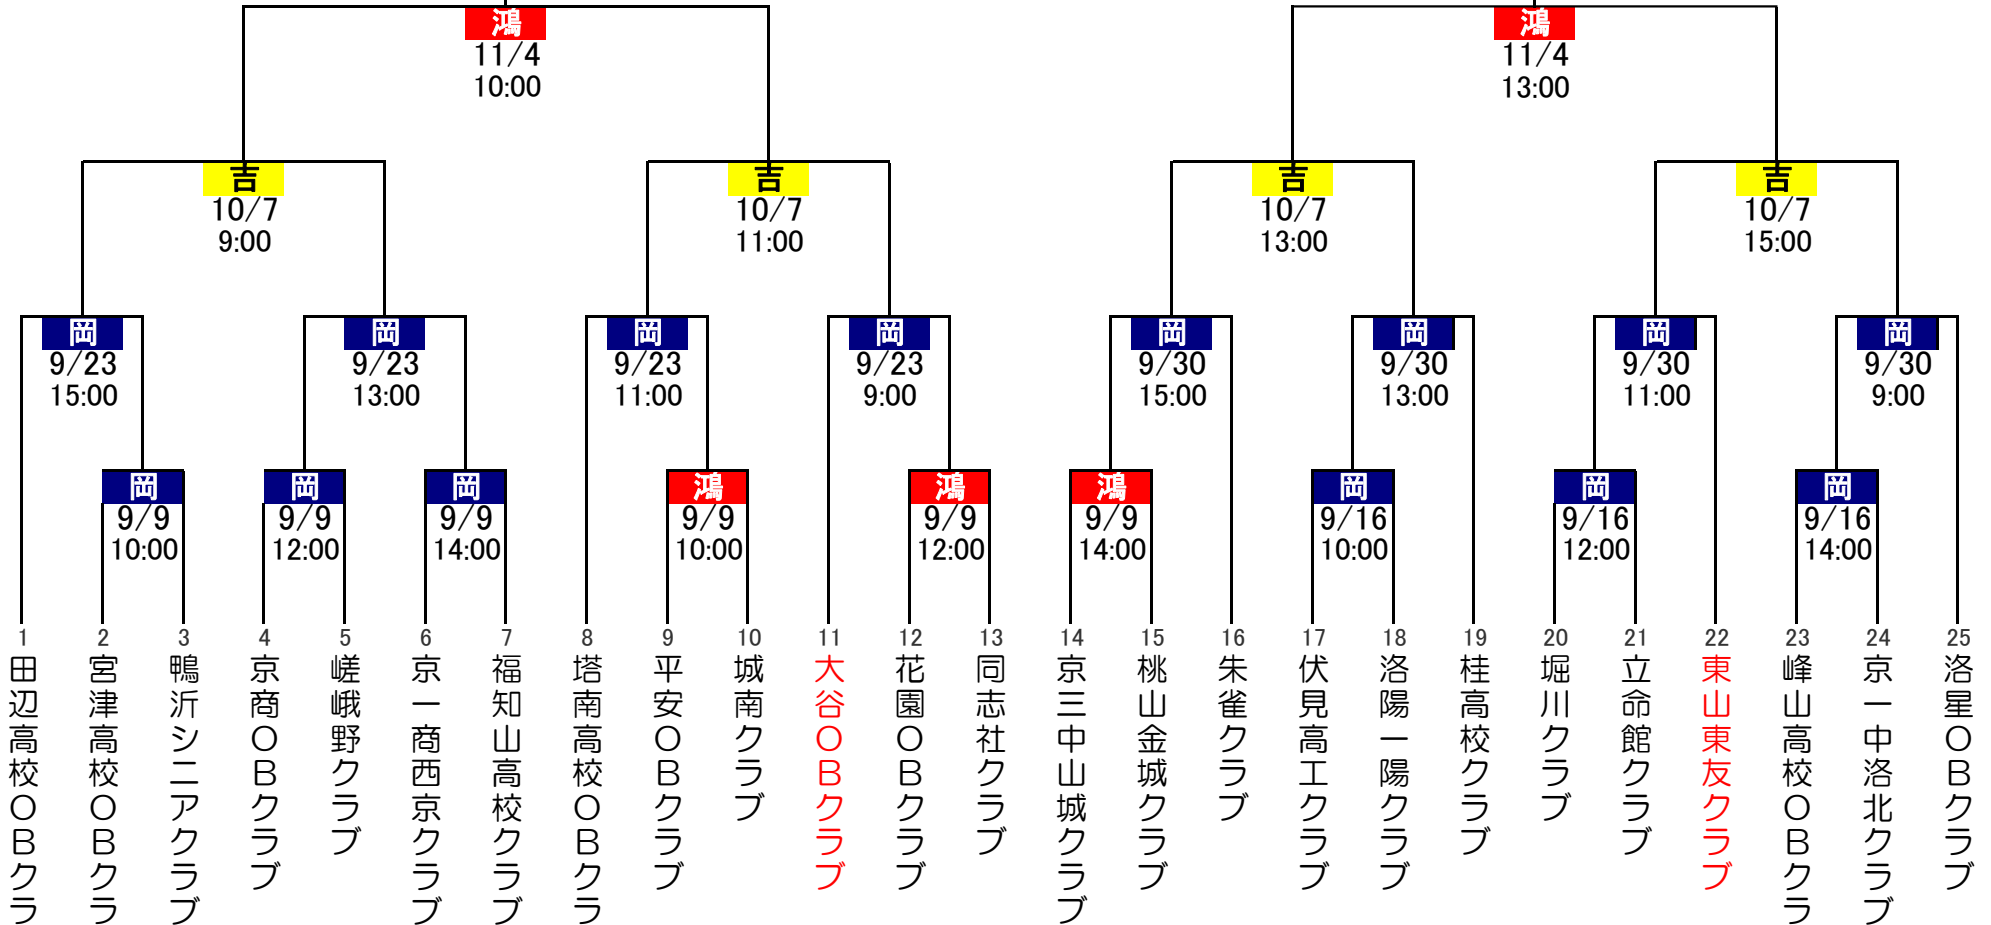 鴻
11/4
10:00
鴻
11/4
13:00
吉
10/7
9:00
吉
10/7
11:00
吉
10/7
13:00
吉
10/7
15:00
岡
9/23
15:00
岡
9/23
13:00
岡
9/23
11:00
岡
9/23
9:00
岡
9/30
15:00
岡
9/30
13:00
岡
9/30
11:00
岡
9/30
9:00
岡
9/9
10:00
岡
9/9
12:00
岡
9/9
14:00
鴻
9/9
10:00
鴻
9/9
12:00
鴻
9/9
14:00
岡
9/16
10:00
岡
9/16
12:00
岡
9/16
14:00
1
田辺高校OBクラ
2
宮津高校OBクラ
3
鴨沂シニアクラブ
4
京商OBクラブ
5
嵯峨野クラブ
6
京一商西京クラブ
7
福知山高校クラブ
8
塔南高校OBクラ
9
平安OBクラブ
10
城南クラブ
11
大谷OBクラブ
12
花園OBクラブ
13
同志社クラブ
14
京三中山城クラブ
15
桃山金城クラブ
16
朱雀クラブ
17
伏見高工クラブ
18
洛陽一陽クラブ
19
桂高校クラブ
20
堀川クラブ
21
立命館クラブ
22
東山東友クラブ
23
峰山高校OBクラ
24
京一中洛北クラブ
25
洛星OBクラブ